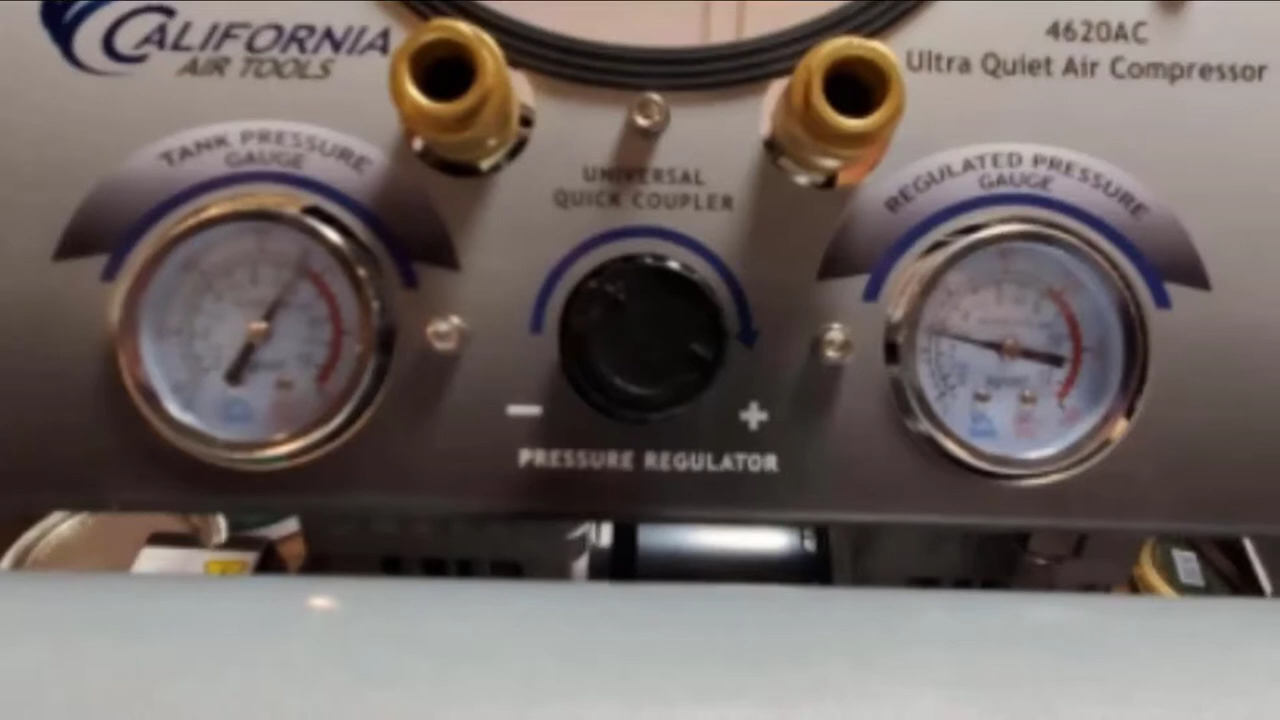 CALIFORNIA
AIR TOOLS
4620AC
Ultra Quiet Air Compressor
TANK PRESSURE
GAUGE
UNIVERSAL
QUICK COUPLER
REGULATED PRESSURE
GAUGE
- +
PRESSURE REGULATOR